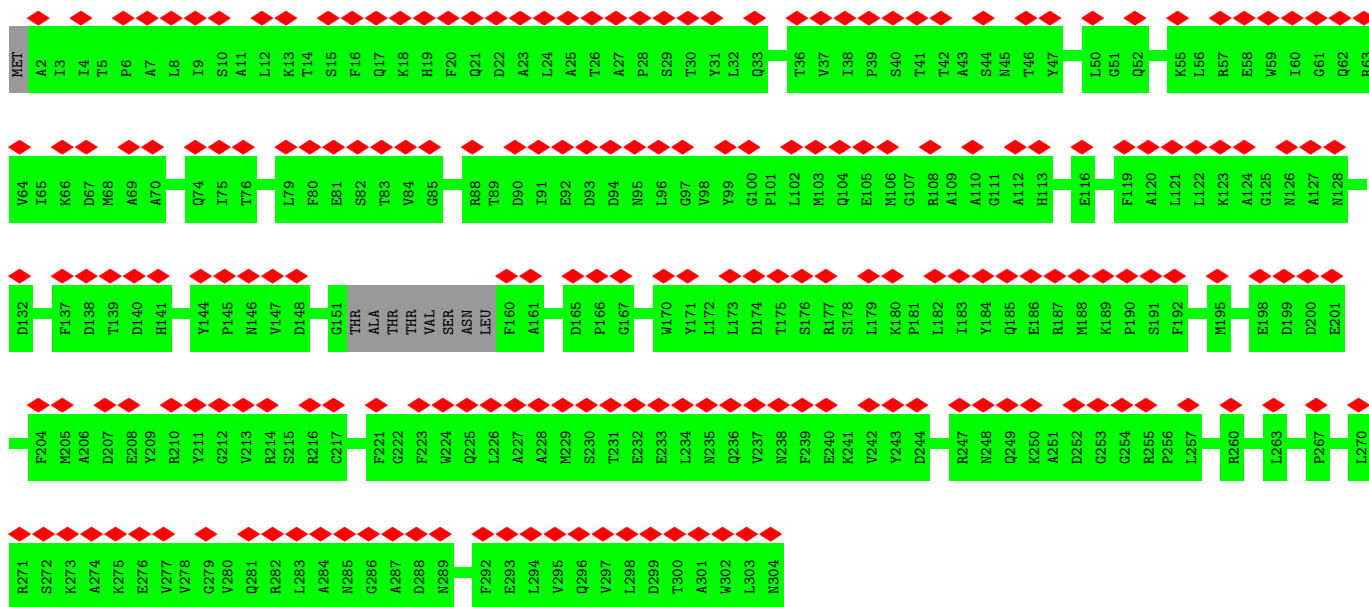 MET A2 I3 I4 T5 P6 A7 L8 I9 S10 A11 L12 K13 T14 S15 F16 Q17 K18 H19 F20 Q21 D22 A23 L24 A25 T26 A27 P28 S29 T30 Y31 L32 Q33 T36 V37 I38 P39 S40 T41 T42 A43 S44 N45 T46 Y47 L50 G51 Q52 K55 L56 R57 E58 W59 I60 G61 Q62 R63
V64 I65 K66 D67 M68 A69 A70 Q74 I75 T76 L79 F80 E81 S82 T83 V84 G85 R88 T89 D90 I91 E92 D93 D94 N95 L96 G97 V98 Y99 G100 P101 L102 M103 Q104 E105 M106 G107 R108 A109 A110 G111 A112 H113 E116 F119 A120 L121 L122 K123 A124 G125 N126 A127 N128
D132 F137 D138 T139 D140 H141 Y144 P145 N146 V147 D148 G151 THR ALA THR THR VAL SER ASN LEU F160 A161 D165 P166 G167 W170 Y171 L172 L173 D174 T175 S176 R177 S178 L179 K180 P181 L182 I183 Y184 Q185 E186 R187 M188 K189 P190 S191 F192 M195 E198 D199 D200 E201
F204 M205 A206 D207 E208 Y209 R210 Y211 G212 V213 R214 S215 R216 C217 F221 G222 F223 W224 Q225 L226 A227 A228 M229 S230 T231 E232 E233 L234 N235 Q236 V237 N238 F239 E240 K241 V242 Y243 D244 R247 N248 Q249 K250 A251 D252 G253 G254 R255 P256 L257 R260 L263 P267 L270
R271 S272 K273 A274 K275 E276 V277 V278 G279 V280 Q281 R282 L283 A284 N285 G286 A287 D288 N289 F292 E293 L294 V295 Q296 V297 L298 D299 T300 A301 W302 L303 N304